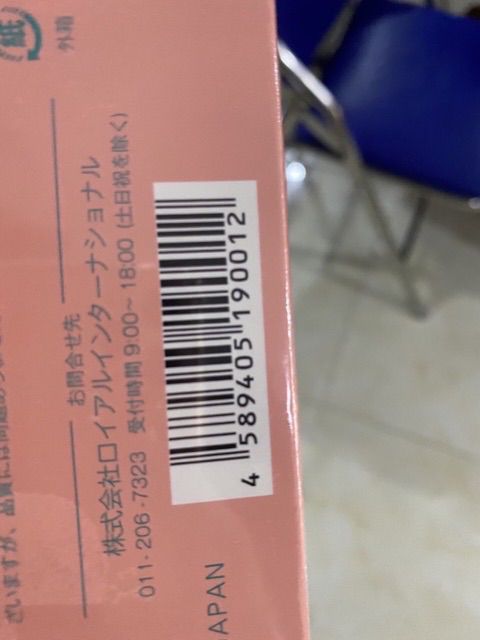 紙
外箱
お問合せ先
株式会社ロイアルインターナショナル
011-206-7323 受付時間 9:00～18:00 (土日祝を除く)
4 589405 190012
APAN